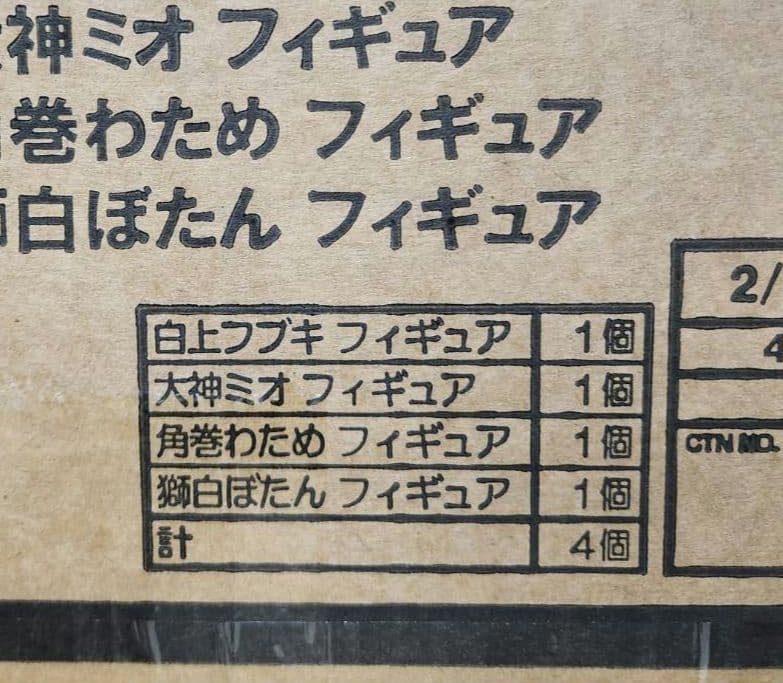 神ミオ フィギュア
巻わため フィギュア
白ぼたん フィギュア
白上フブキ フィギュア 1個
大神ミオ フィギュア 1個
角巻わため フィギュア 1個
獅白ぼたん フィギュア 1個
計 4個
2/
4
CTN NO.